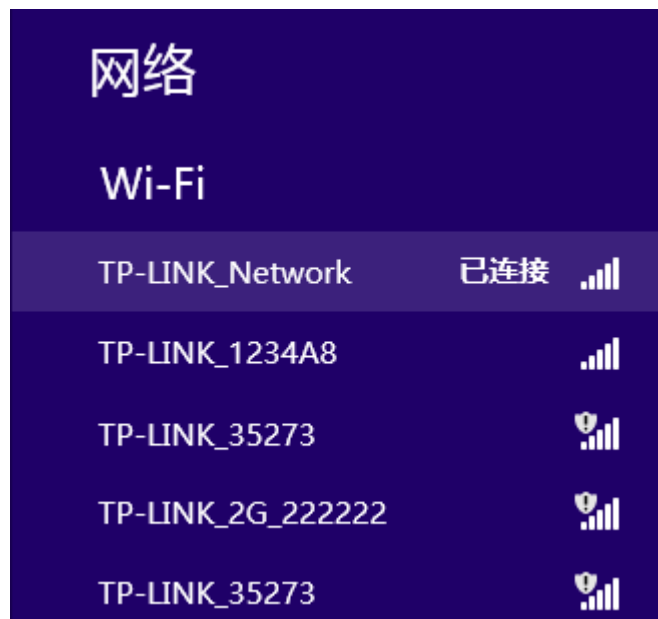 网络
Wi-Fi
TP-LINK_Network 已连接
TP-LINK_1234A8
TP-LINK_35273
TP-LINK_2G_222222
TP-LINK_35273